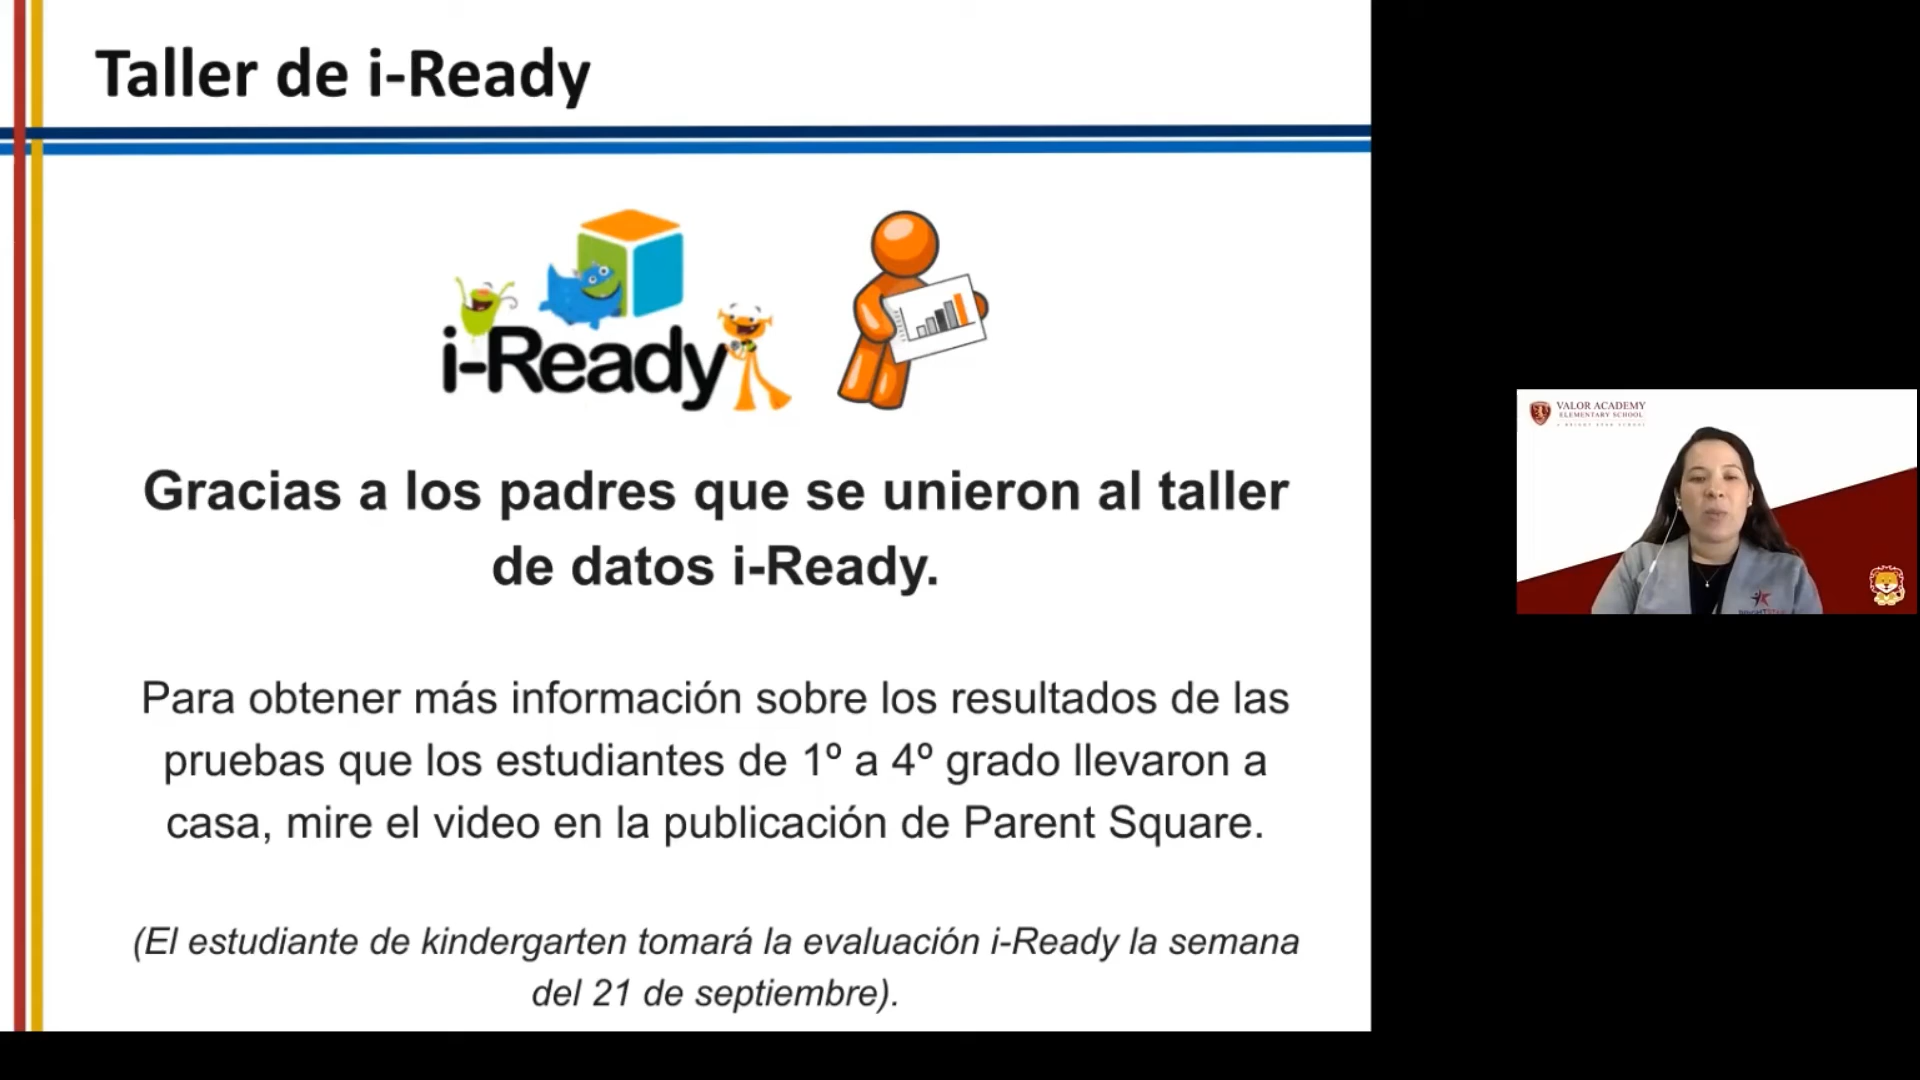 Taller de i-Ready
i-Ready
Gracias a los padres que se unieron al taller
de datos i-Ready.
Para obtener más información sobre los resultados de las
pruebas que los estudiantes de 1º a 4º grado llevaron a
casa, mire el video en la publicación de Parent Square.
(El estudiante de kindergarten tomará la evaluación i-Ready la semana
del 21 de septiembre).
VALOR ACADEMY
ELEMENTARY SCHOOL
A BRIGHT STAR SCHOOL